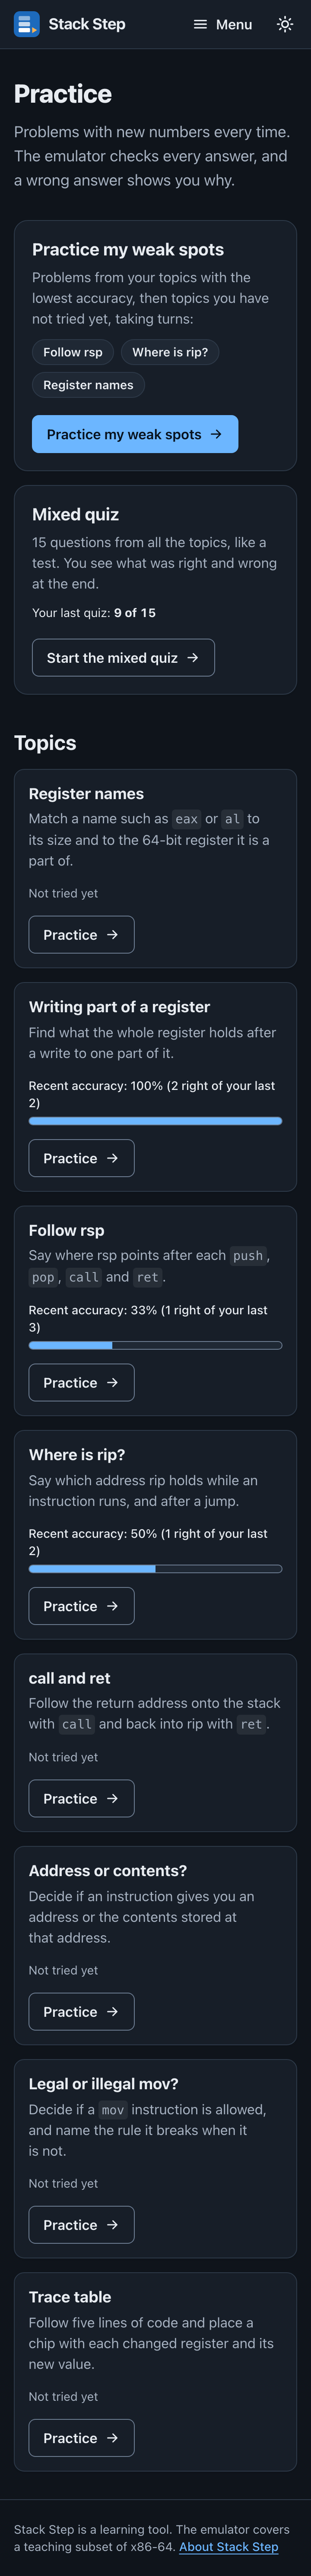 Stack Step
Menu
Practice
Problems with new numbers every time.
The emulator checks every answer, and
a wrong answer shows you why.
Practice my weak spots
Problems from your topics with the
lowest accuracy, then topics you have
not tried yet, taking turns:
Follow rsp
Where is rip?
Register names
Practice my weak spots →
Mixed quiz
15 questions from all the topics, like a
test. You see what was right and wrong
at the end.
Your last quiz: 9 of 15
Start the mixed quiz →
Topics
Register names
Match a name such as eax or al to
its size and to the 64-bit register it is a
part of.
Not tried yet
Practice →
Writing part of a register
Find what the whole register holds after
a write to one part of it.
Recent accuracy: 100% (2 right of your last
2)
Practice →
Follow rsp
Say where rsp points after each push,
pop, call and ret.
Recent accuracy: 33% (1 right of your last
3)
Practice →
Where is rip?
Say which address rip holds while an
instruction runs, and after a jump.
Recent accuracy: 50% (1 right of your last
2)
Practice →
call and ret
Follow the return address onto the stack
with call and back into rip with ret.
Not tried yet
Practice →
Address or contents?
Decide if an instruction gives you an
address or the contents stored at
that address.
Not tried yet
Practice →
Legal or illegal mov?
Decide if a mov instruction is allowed,
and name the rule it breaks when it
is not.
Not tried yet
Practice →
Trace table
Follow five lines of code and place a
chip with each changed register and its
new value.
Not tried yet
Practice →
Stack Step is a learning tool. The emulator covers
a teaching subset of x86-64. About Stack Step